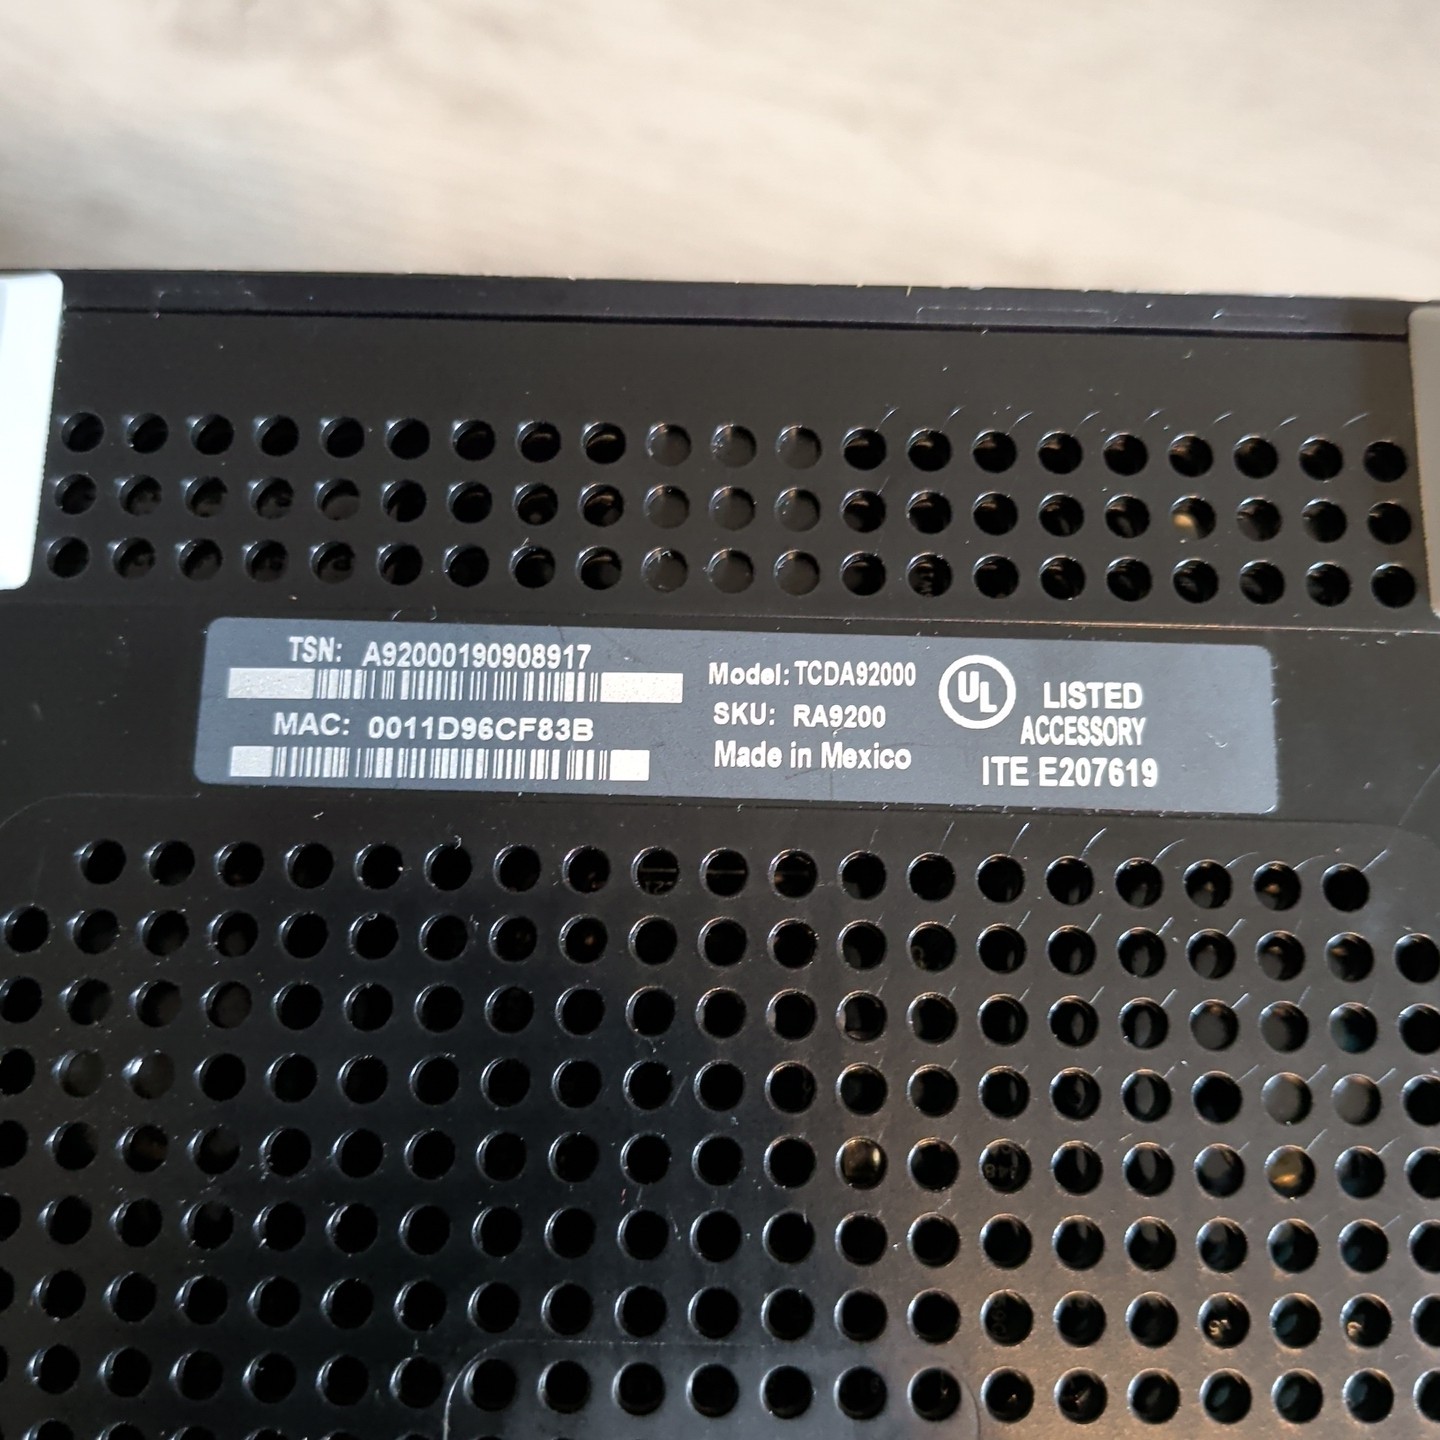 TSN: A92000190908917
MAC: 0011D96CF83B
Model: TCDA92000
SKU: RA9200
Made in Mexico
UL
LISTED
ACCESSORY
ITE E207619